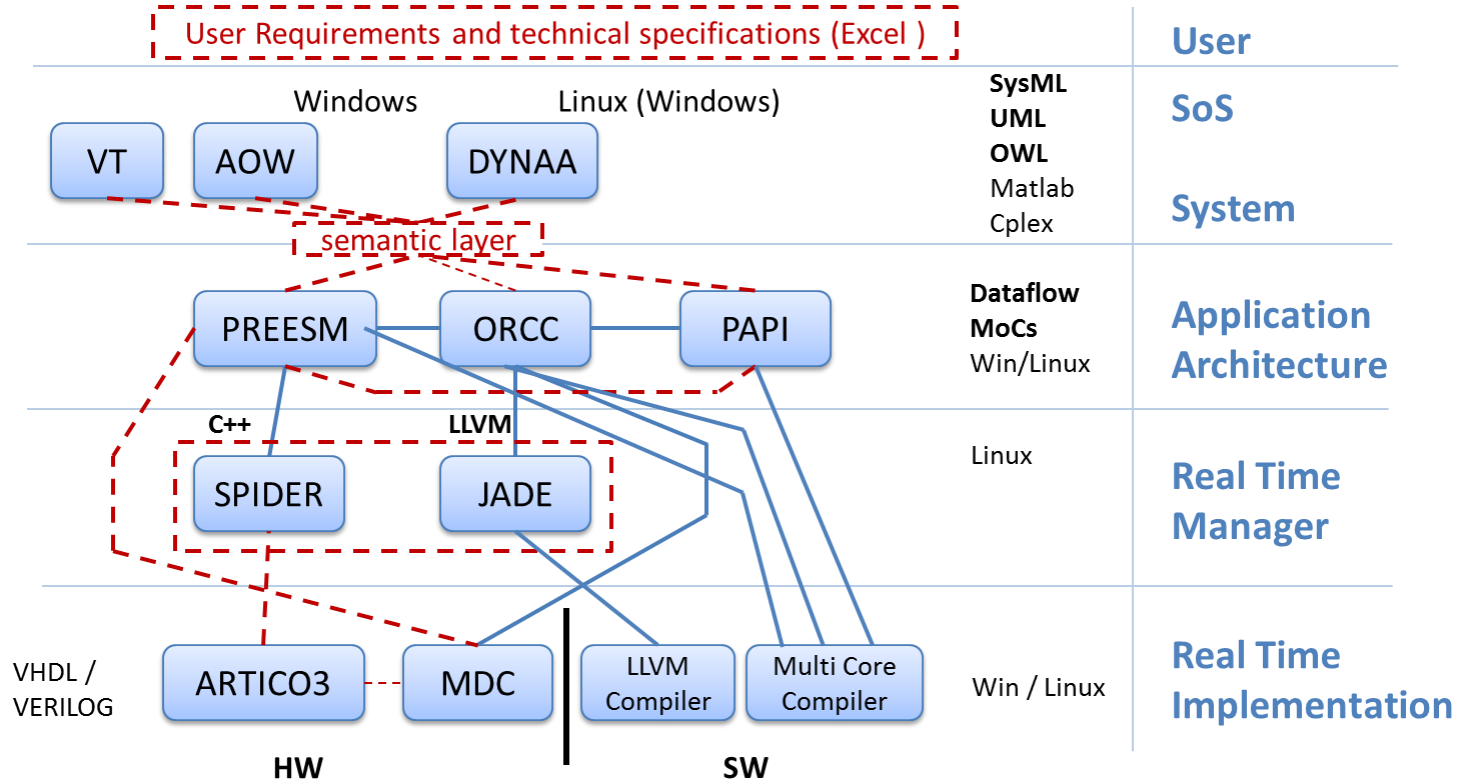 User Requirements and technical specifications (Excel )
User
Windows
Linux (Windows)
SysML
UML
OWL
Matlab
Cplex
SoS
System
VT
AOW
DYNAA
semantic layer
PREESM
ORCC
PAPI
Dataflow
MoCs
Win/Linux
Application
Architecture
C++
LLVM
SPIDER
JADE
Linux
Real Time
Manager
VHDL /
VERILOG
ARTICO3
MDC
LLVM
Compiler
Multi Core
Compiler
Win / Linux
Real Time
Implementation
HW
SW